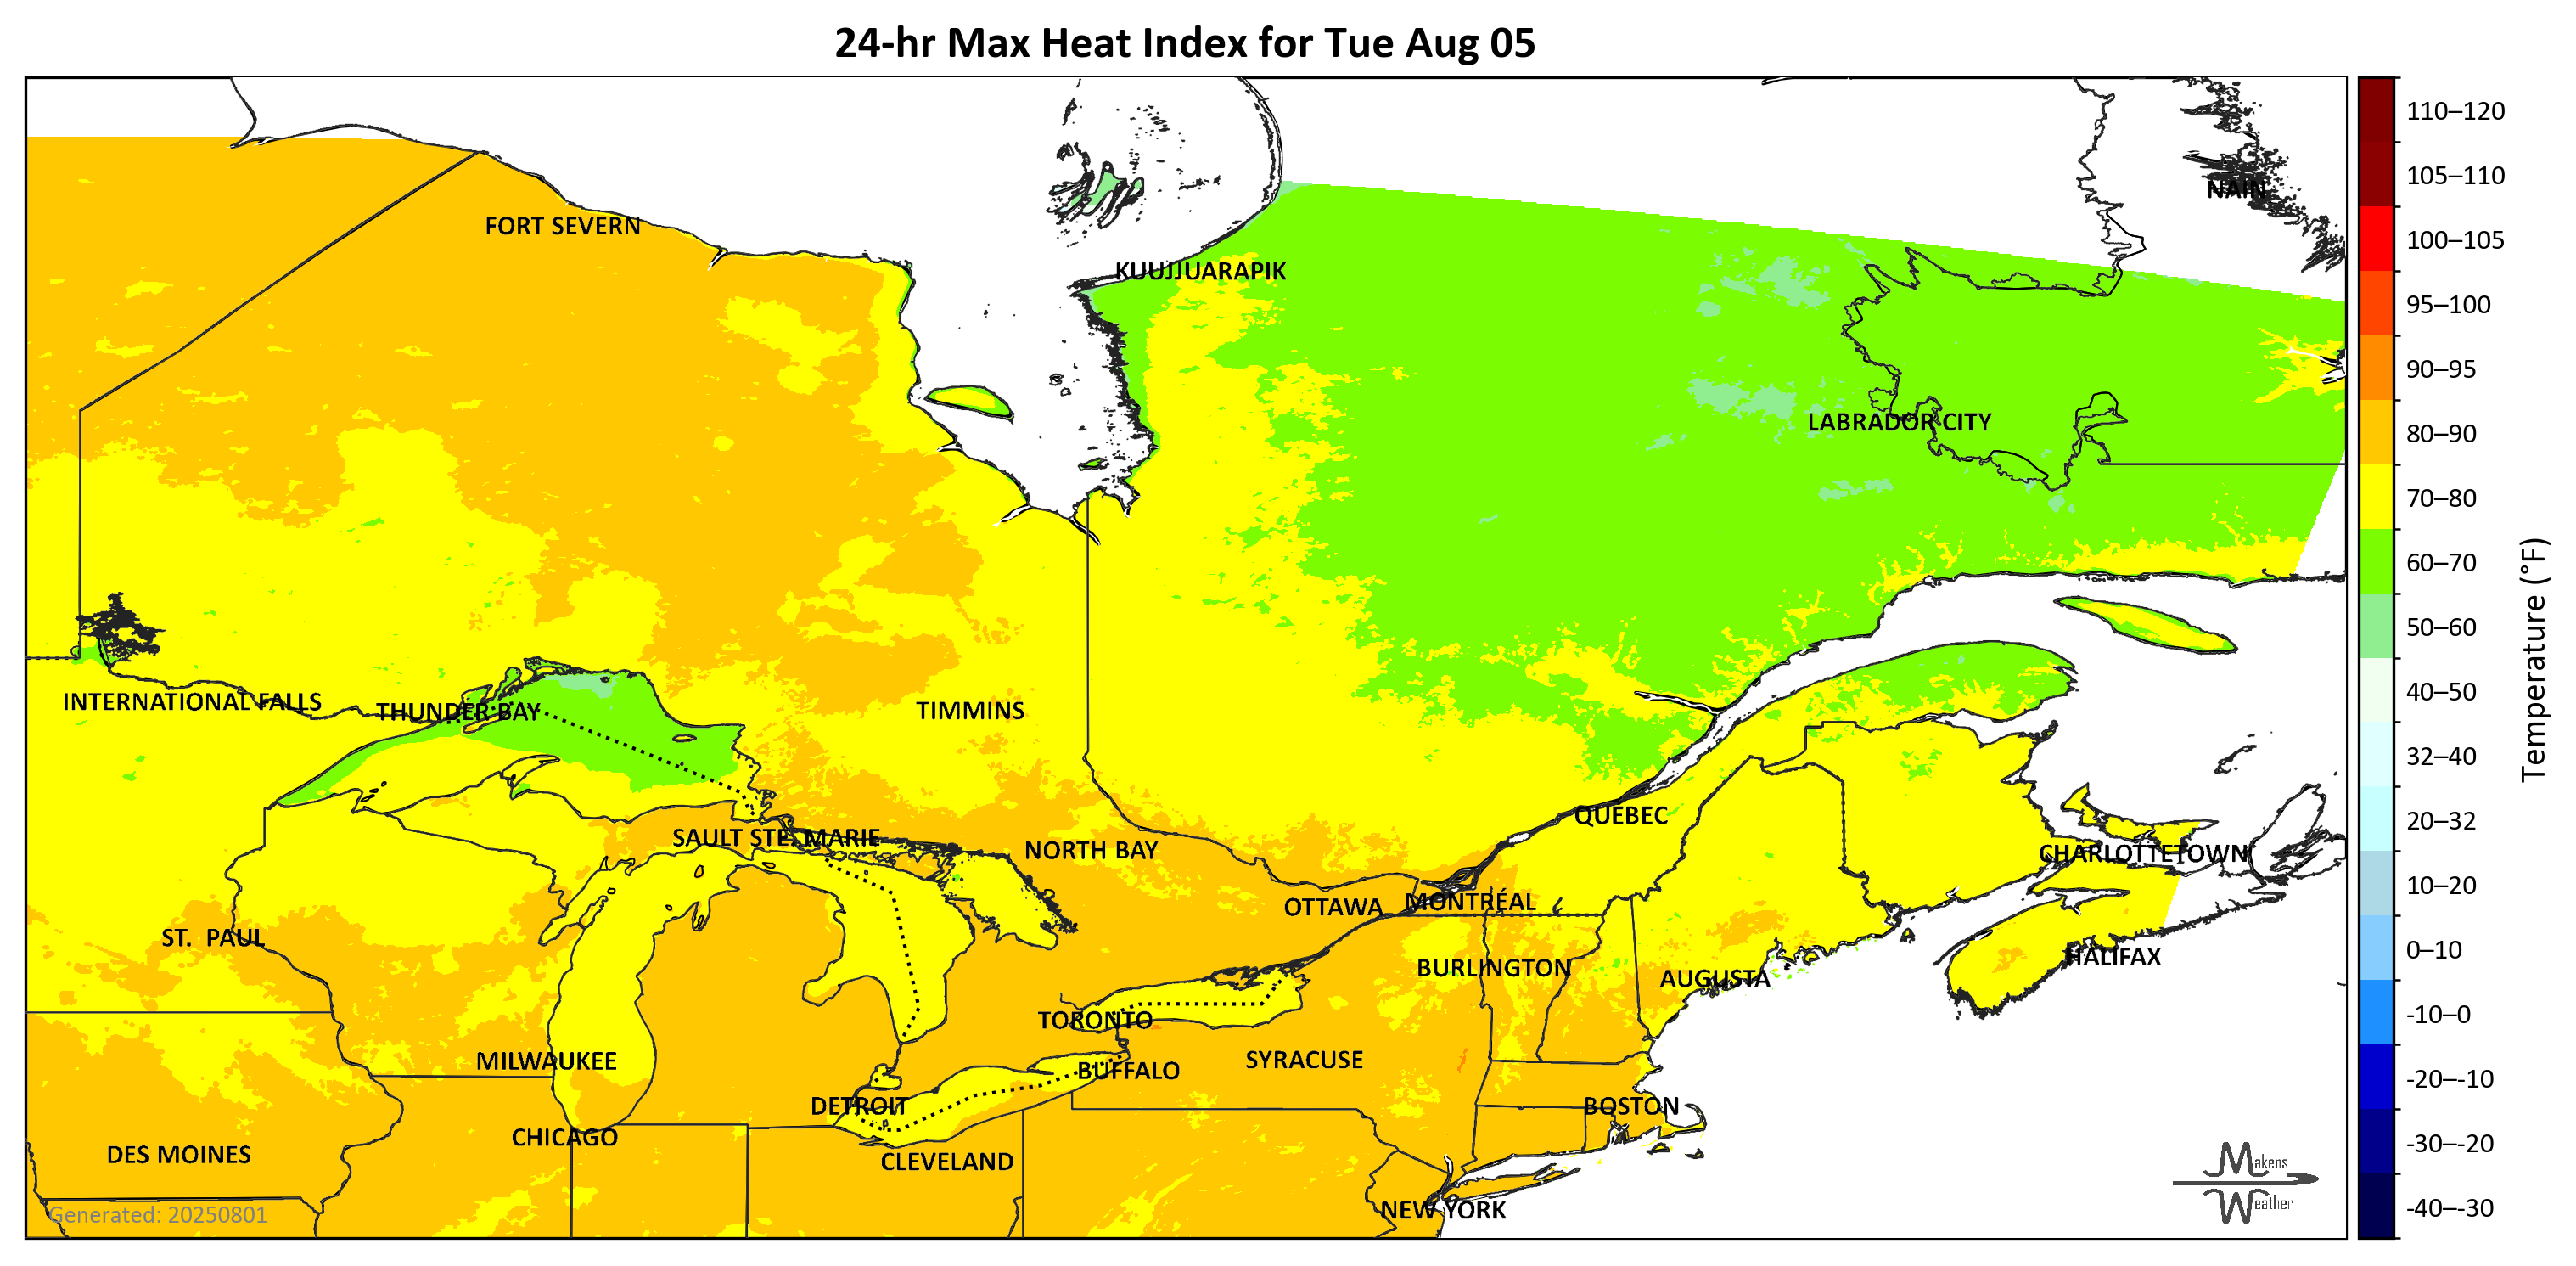 24-hr Max Heat Index for Tue Aug 05
NAIN
FORT SEVERN
KUUJJUARAPIK
LABRADOR CITY
INTERNATIONAL FALLS
THUNDER BAY
TIMMINS
QUÉBEC
SAULT STE. MARIE
NORTH BAY
CHARLOTTETOWN
OTTAWA
MONTRÉAL
ST. PAUL
HALIFAX
BURLINGTON
AUGUSTA
TORONTO
MILWAUKEE
SYRACUSE
BUFFALO
DETROIT
BOSTON
CHICAGO
DES MOINES
CLEVELAND
NEW YORK
Generated: 20250801
Makens
Weather
110–120
105–110
100–105
95–100
90–95
80–90
70–80
60–70
50–60
40–50
32–40
20–32
10–20
0–10
-10–0
-20–-10
-30–-20
-40–-30
Temperature (°F)